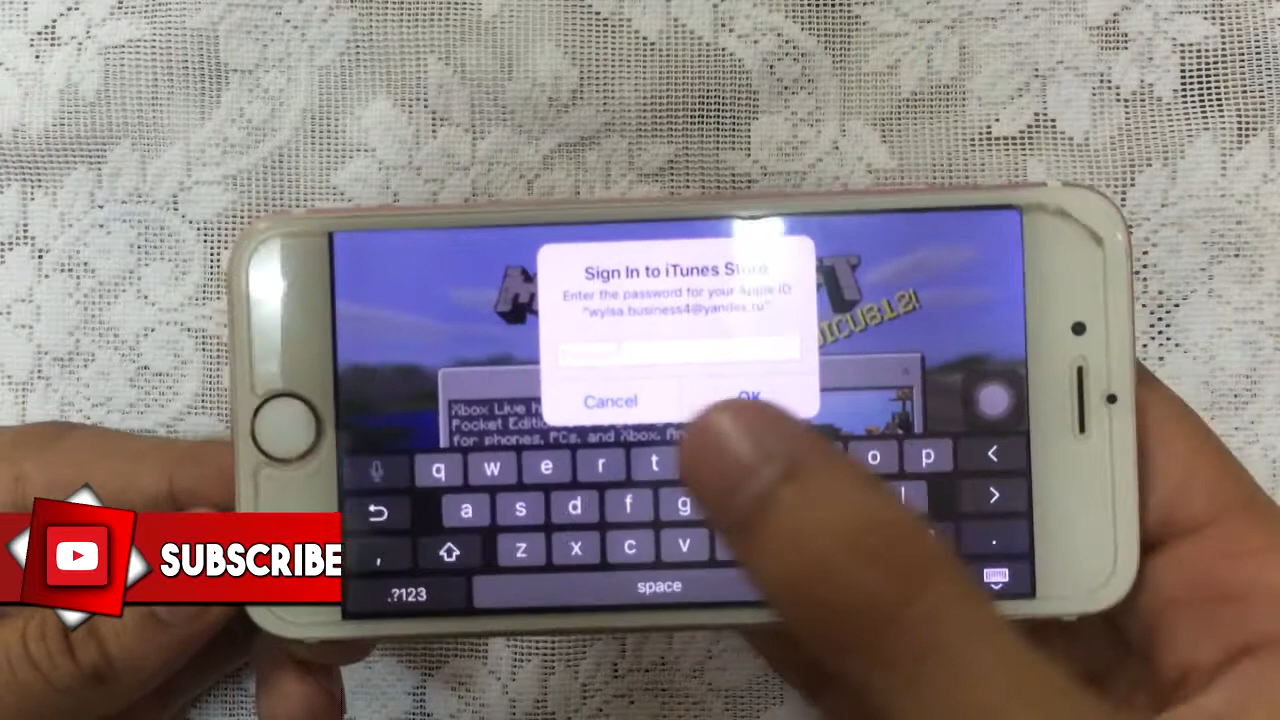 Sign In to iTunes Store
Enter the password for your Apple ID
"wylsa.business4@yandex.ru"
Cancel
OK
Xbox Live
Pocket
for phones, PCs, and Xbox.
q w e r t o p <
a s d f g >
, z x c v .
.?123 space
SUBSCRIBE